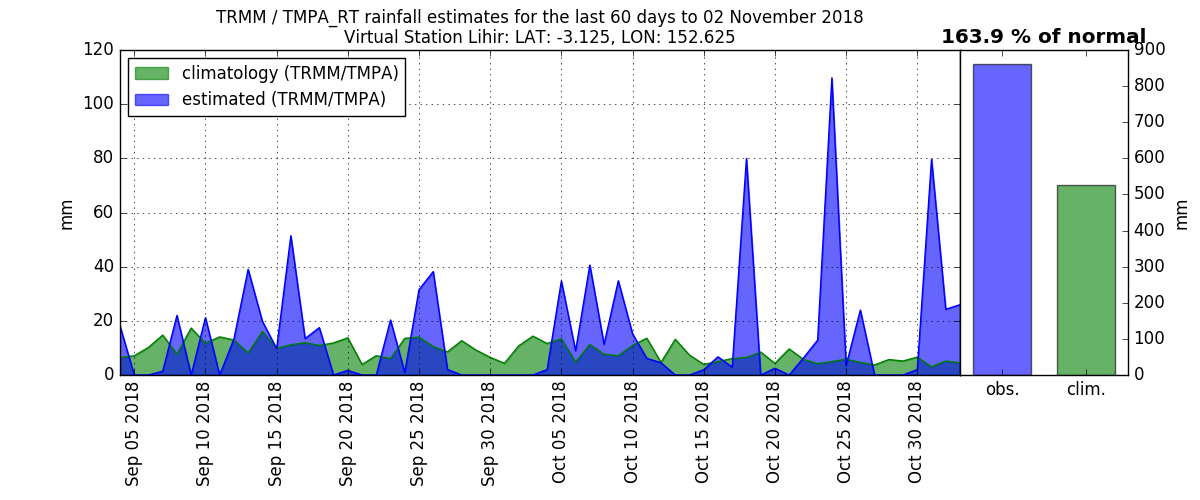 TRMM / TMPA_RT rainfall estimates for the last 60 days to 02 November 2018
Virtual Station Lihir: LAT: -3.125, LON: 152.625
163.9 % of normal
climatology (TRMM/TMPA)
estimated (TRMM/TMPA)
mm
120
100
80
60
40
20
0
Sep 05 2018
Sep 10 2018
Sep 15 2018
Sep 20 2018
Sep 25 2018
Sep 30 2018
Oct 05 2018
Oct 10 2018
Oct 15 2018
Oct 20 2018
Oct 25 2018
Oct 30 2018
900
800
700
600
500
400
300
200
100
0
mm
obs.
clim.